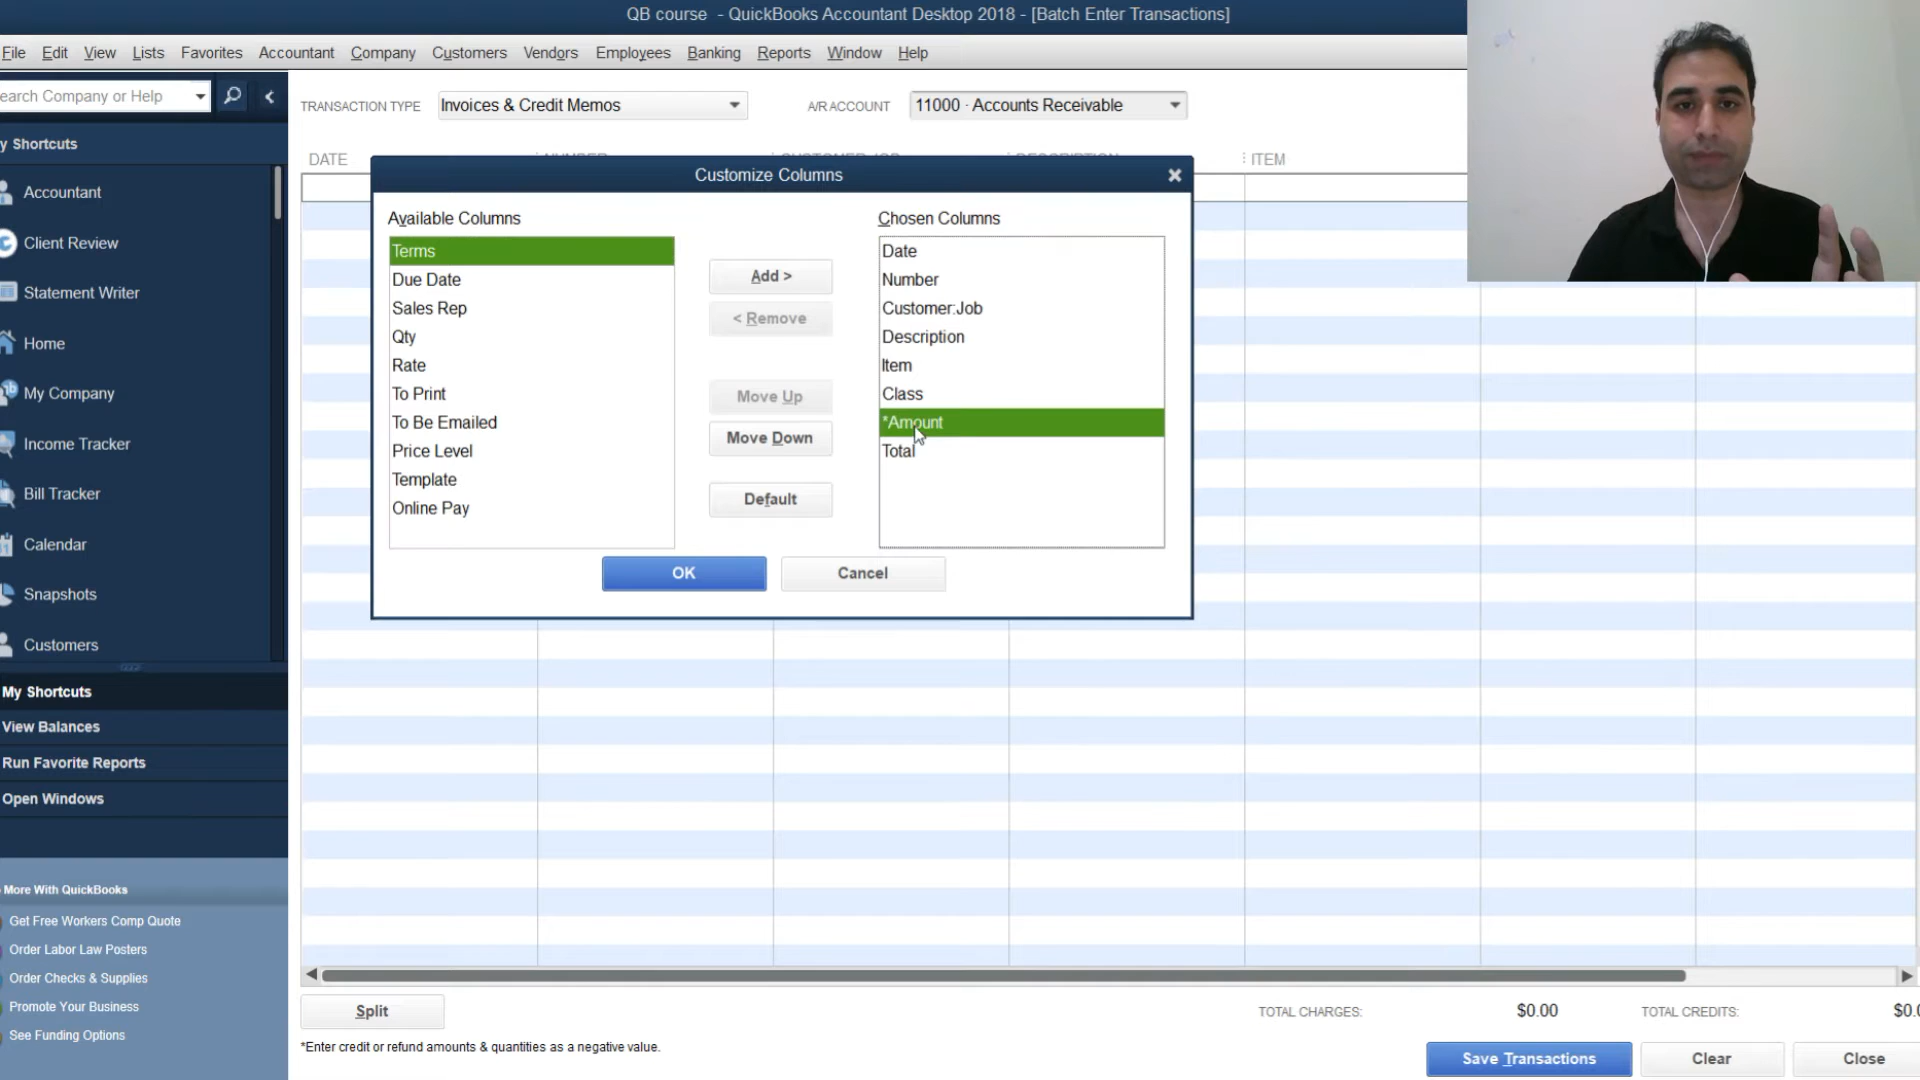 QB course - QuickBooks Accountant Desktop 2018 - [Batch Enter Transactions]
File Edit View Lists Favorites Accountant Company Customers Vendors Employees Banking Reports Window Help
earch Company or Help
TRANSACTION TYPE Invoices & Credit Memos A/R ACCOUNT 11000 · Accounts Receivable
y Shortcuts
DATE NUMBER CUSTOMER:JOB DESCRIPTION ITEM
Customize Columns
Available Columns
Terms
Due Date
Sales Rep
Qty
Rate
To Print
To Be Emailed
Price Level
Template
Online Pay
Add >
< Remove
Move Up
Move Down
Default
Chosen Columns
Date
Number
Customer:Job
Description
Item
Class
*Amount
Total
OK Cancel
Accountant
Client Review
Statement Writer
Home
My Company
Income Tracker
Bill Tracker
Calendar
Snapshots
Customers
My Shortcuts
View Balances
Run Favorite Reports
Open Windows
More With QuickBooks
Get Free Workers Comp Quote
Order Labor Law Posters
Order Checks & Supplies
Promote Your Business
See Funding Options
Split TOTAL CHARGES: $0.00 TOTAL CREDITS: $0.0
*Enter credit or refund amounts & quantities as a negative value.
Save Transactions Clear Close